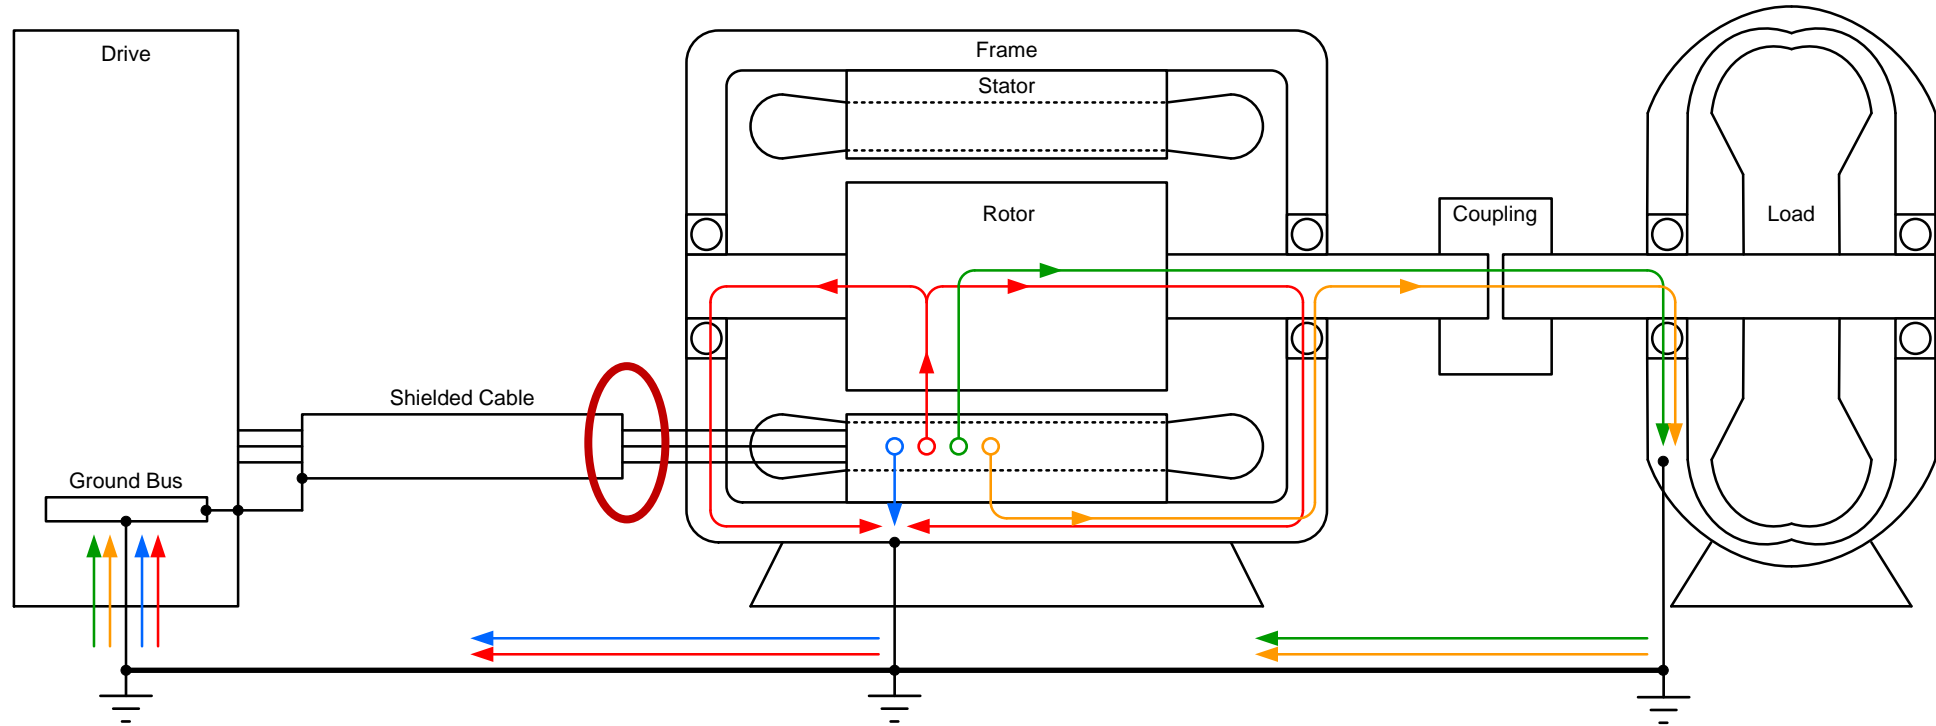 Drive
Frame
Stator
Rotor
Coupling
Load
Shielded Cable
Ground Bus